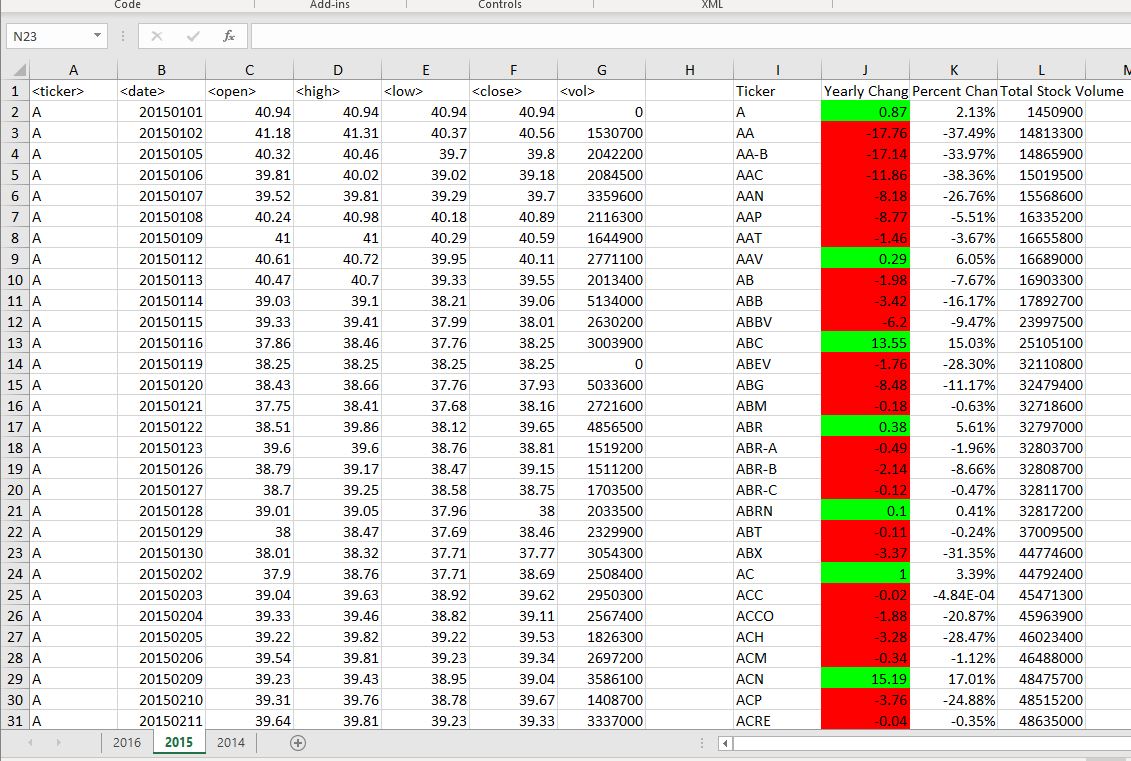 Code Add-ins Controls XML
N23 fx
A B C D E F G H I J K L M
1 <ticker> <date> <open> <high> <low> <close> <vol> Ticker Yearly Chang Percent Chan Total Stock Volume
2 A 20150101 40.94 40.94 40.94 40.94 0 A 0.87 2.13% 1450900
3 A 20150102 41.18 41.31 40.37 40.56 1530700 AA -17.76 -37.49% 14813300
4 A 20150105 40.32 40.46 39.7 39.8 2042200 AA-B -17.14 -33.97% 14865900
5 A 20150106 39.81 40.02 39.02 39.18 2084500 AAC -11.86 -38.36% 15019500
6 A 20150107 39.52 39.81 39.29 39.7 3359600 AAN -8.18 -26.76% 15568600
7 A 20150108 40.24 40.98 40.18 40.89 2116300 AAP -8.77 -5.51% 16335200
8 A 20150109 41 41 40.29 40.59 1644900 AAT -1.46 -3.67% 16655800
9 A 20150112 40.61 40.72 39.95 40.11 2771100 AAV 0.29 6.05% 16689000
10 A 20150113 40.47 40.7 39.33 39.55 2013400 AB -1.98 -7.67% 16903300
11 A 20150114 39.03 39.1 38.21 39.06 5134000 ABB -3.42 -16.17% 17892700
12 A 20150115 39.33 39.41 37.99 38.01 2630200 ABBV -6.2 -9.47% 23997500
13 A 20150116 37.86 38.46 37.76 38.25 3003900 ABC 13.55 15.03% 25105100
14 A 20150119 38.25 38.25 38.25 38.25 0 ABEV -1.76 -28.30% 32110800
15 A 20150120 38.43 38.66 37.76 37.93 5033600 ABG -8.48 -11.17% 32479400
16 A 20150121 37.75 38.41 37.68 38.16 2721600 ABM -0.18 -0.63% 32718600
17 A 20150122 38.51 39.86 38.12 39.65 4856500 ABR 0.38 5.61% 32797000
18 A 20150123 39.6 39.6 38.76 38.81 1519200 ABR-A -0.49 -1.96% 32803700
19 A 20150126 38.79 39.17 38.47 39.15 1511200 ABR-B -2.14 -8.66% 32808700
20 A 20150127 38.7 39.25 38.58 38.75 1703500 ABR-C -0.12 -0.47% 32811700
21 A 20150128 39.01 39.05 37.96 38 2033500 ABRN 0.1 0.41% 32817200
22 A 20150129 38 38.47 37.69 38.46 2329900 ABT -0.11 -0.24% 37009500
23 A 20150130 38.01 38.32 37.71 37.77 3054300 ABX -3.37 -31.35% 44774600
24 A 20150202 37.9 38.76 37.71 38.69 2508400 AC 1 3.39% 44792400
25 A 20150203 39.04 39.63 38.92 39.62 2950300 ACC -0.02 -4.84E-04 45471300
26 A 20150204 39.33 39.46 38.82 39.11 2567400 ACCO -1.88 -20.87% 45963900
27 A 20150205 39.22 39.82 39.22 39.53 1826300 ACH -3.28 -28.47% 46023400
28 A 20150206 39.54 39.81 39.23 39.34 2697200 ACM -0.34 -1.12% 46488000
29 A 20150209 39.23 39.43 38.95 39.04 3586100 ACN 15.19 17.01% 48475700
30 A 20150210 39.31 39.76 38.78 39.67 1408700 ACP -3.76 -24.88% 48515200
31 A 20150211 39.64 39.81 39.23 39.33 3337000 ACRE -0.04 -0.35% 48635000
2016 2015 2014